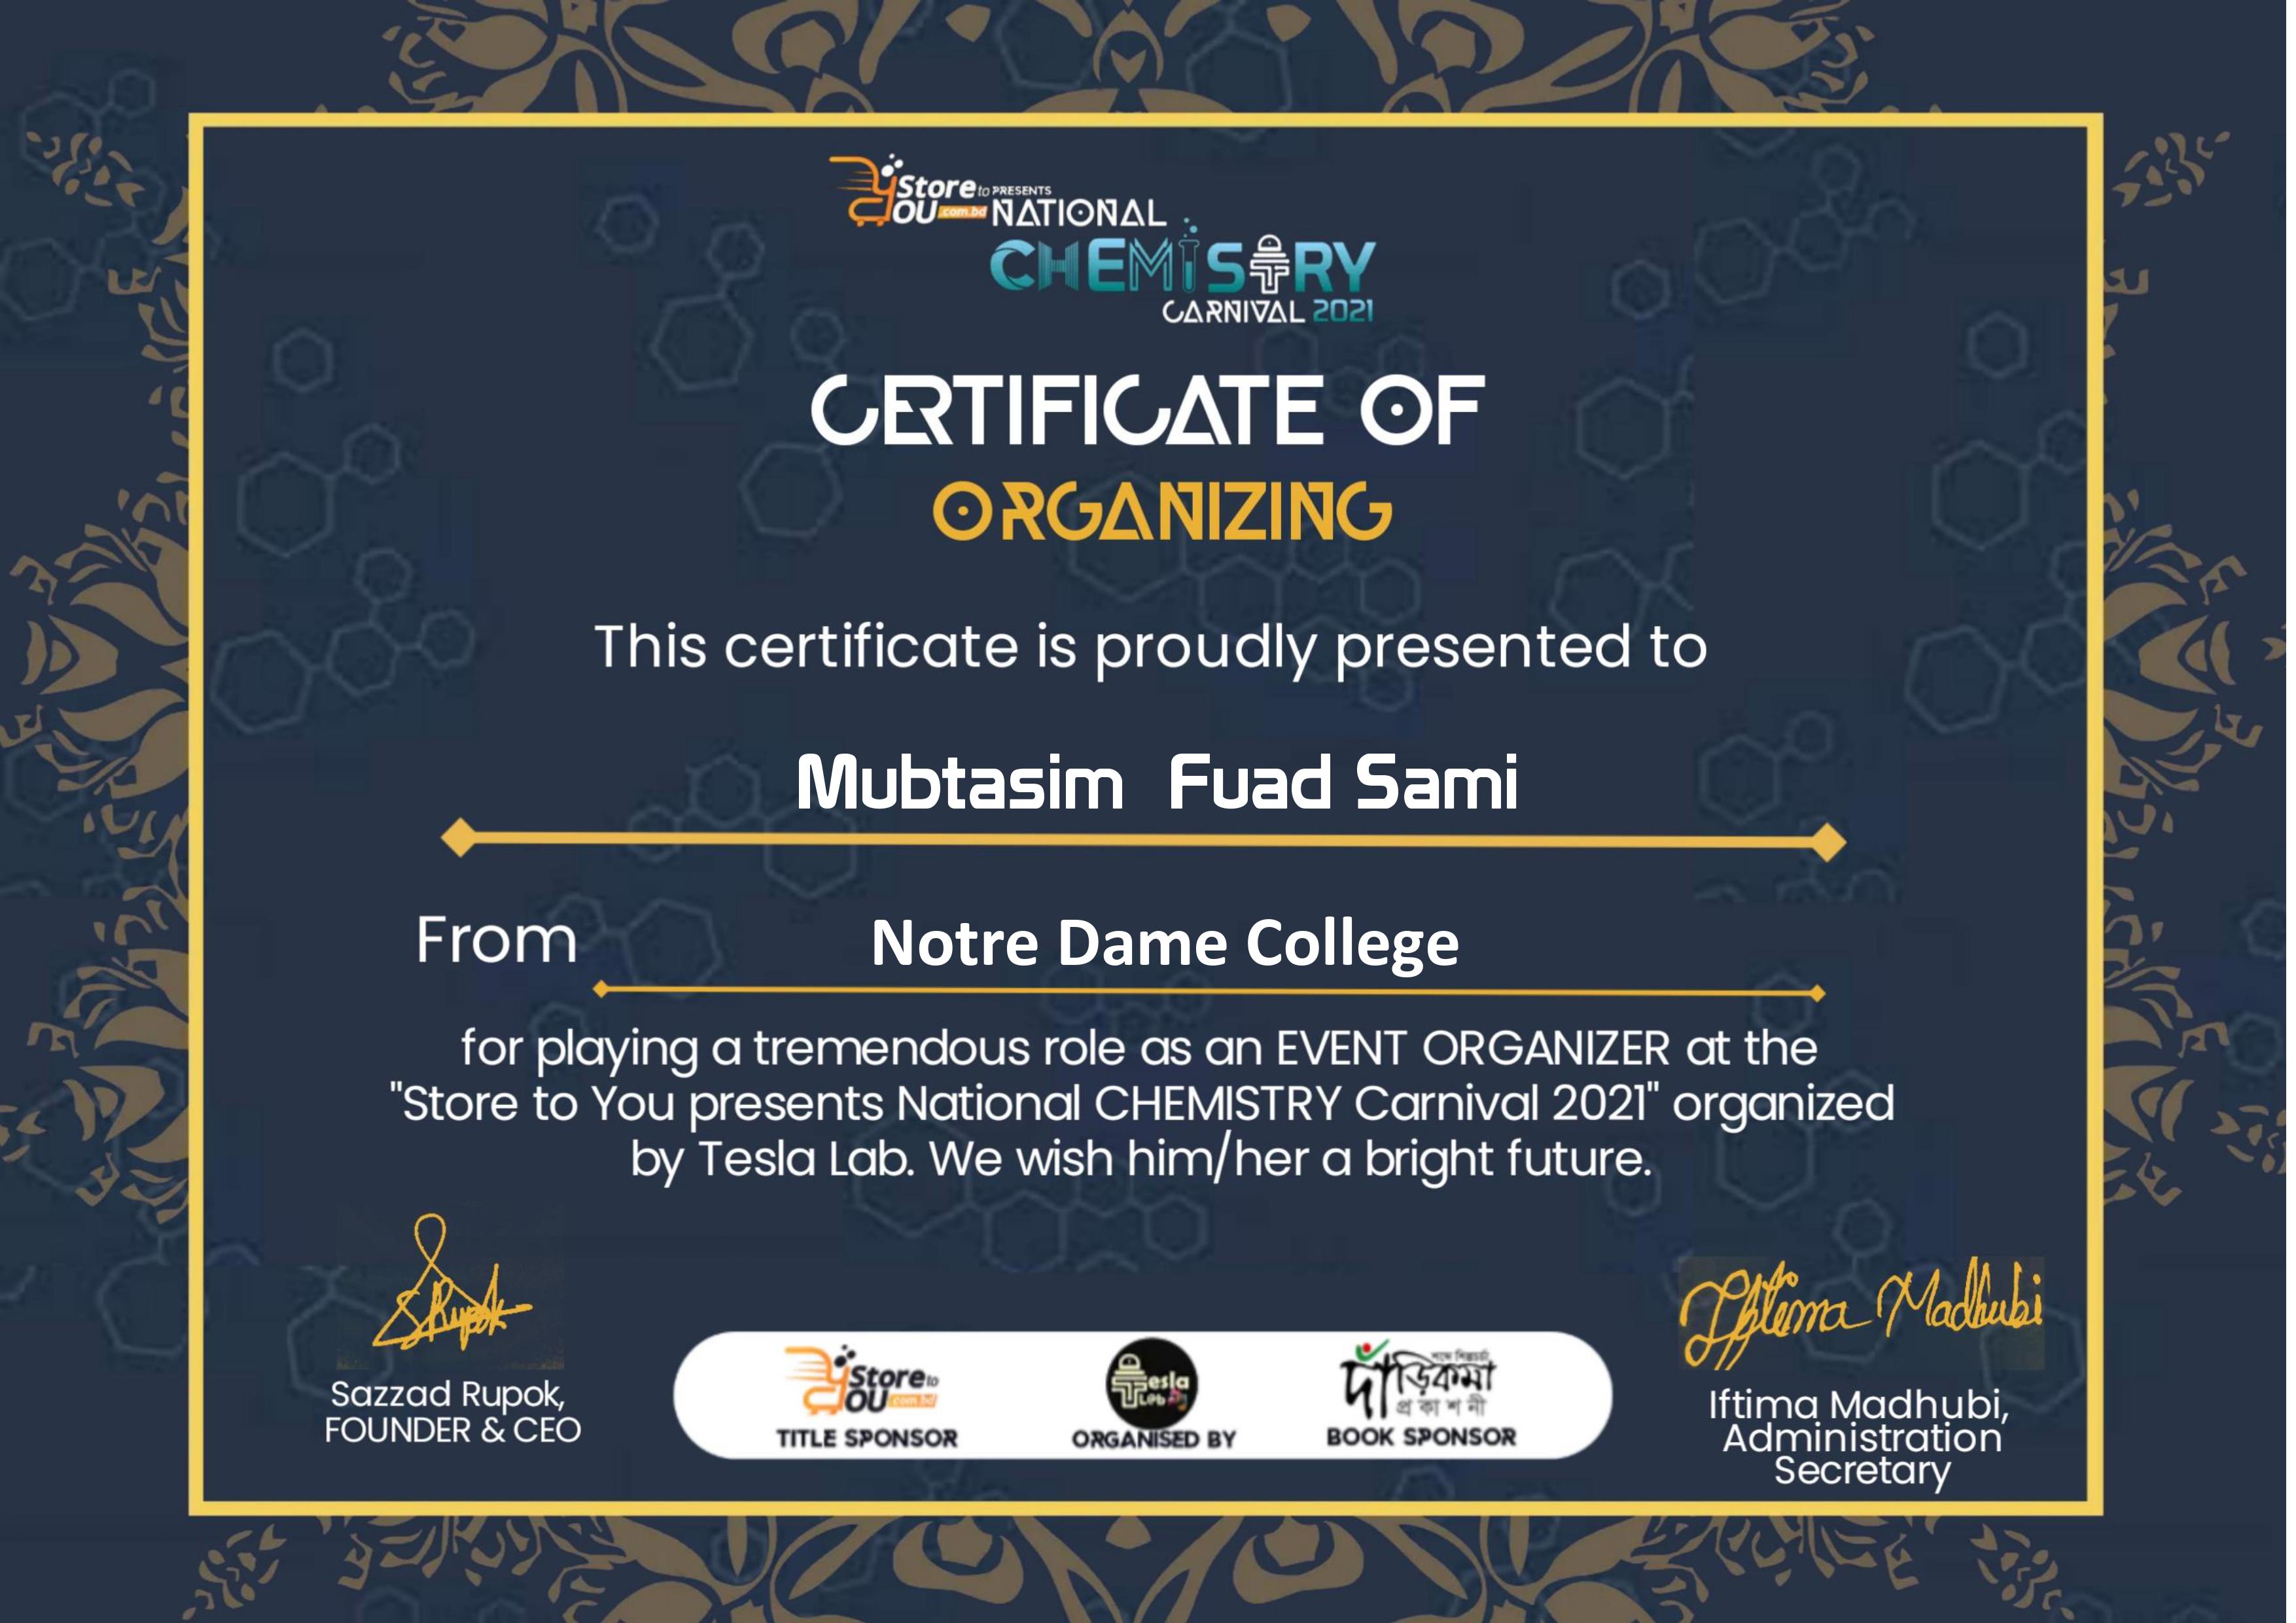 Store to PRESENTS
YOU .com.bd NATIONAL
CHEMISTRY
CARNIVAL 2021
CERTIFICATE OF
ORGANIZING
This certificate is proudly presented to
Mubtasim Fuad Sami
From Notre Dame College
for playing a tremendous role as an EVENT ORGANIZER at the
"Store to You presents National CHEMISTRY Carnival 2021" organized
by Tesla Lab. We wish him/her a bright future.
S Rupok
Iftima Madhubi
Sazzad Rupok,
FOUNDER & CEO
Store to
YOU .com.bd
TITLE SPONSOR
Tesla
Lab
ORGANISED BY
দাঁড়িকমা
প্রকাশনী
BOOK SPONSOR
Iftima Madhubi,
Administration
Secretary